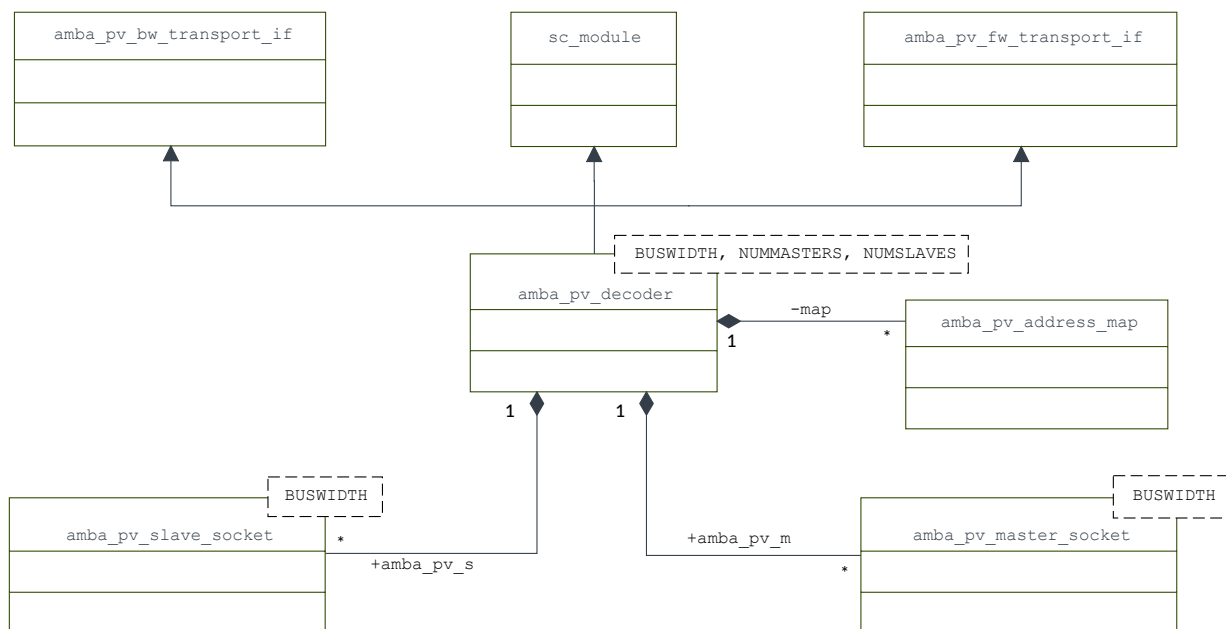 amba_pv_bw_transport_if
sc_module
amba_pv_fw_transport_if
BUSWIDTH, NUMMASTERS, NUMSLAVES
amba_pv_decoder
-map
1
*
amba_pv_address_map
1
1
BUSWIDTH
BUSWIDTH
amba_pv_slave_socket
*
+amba_pv_s
+amba_pv_m
*
amba_pv_master_socket